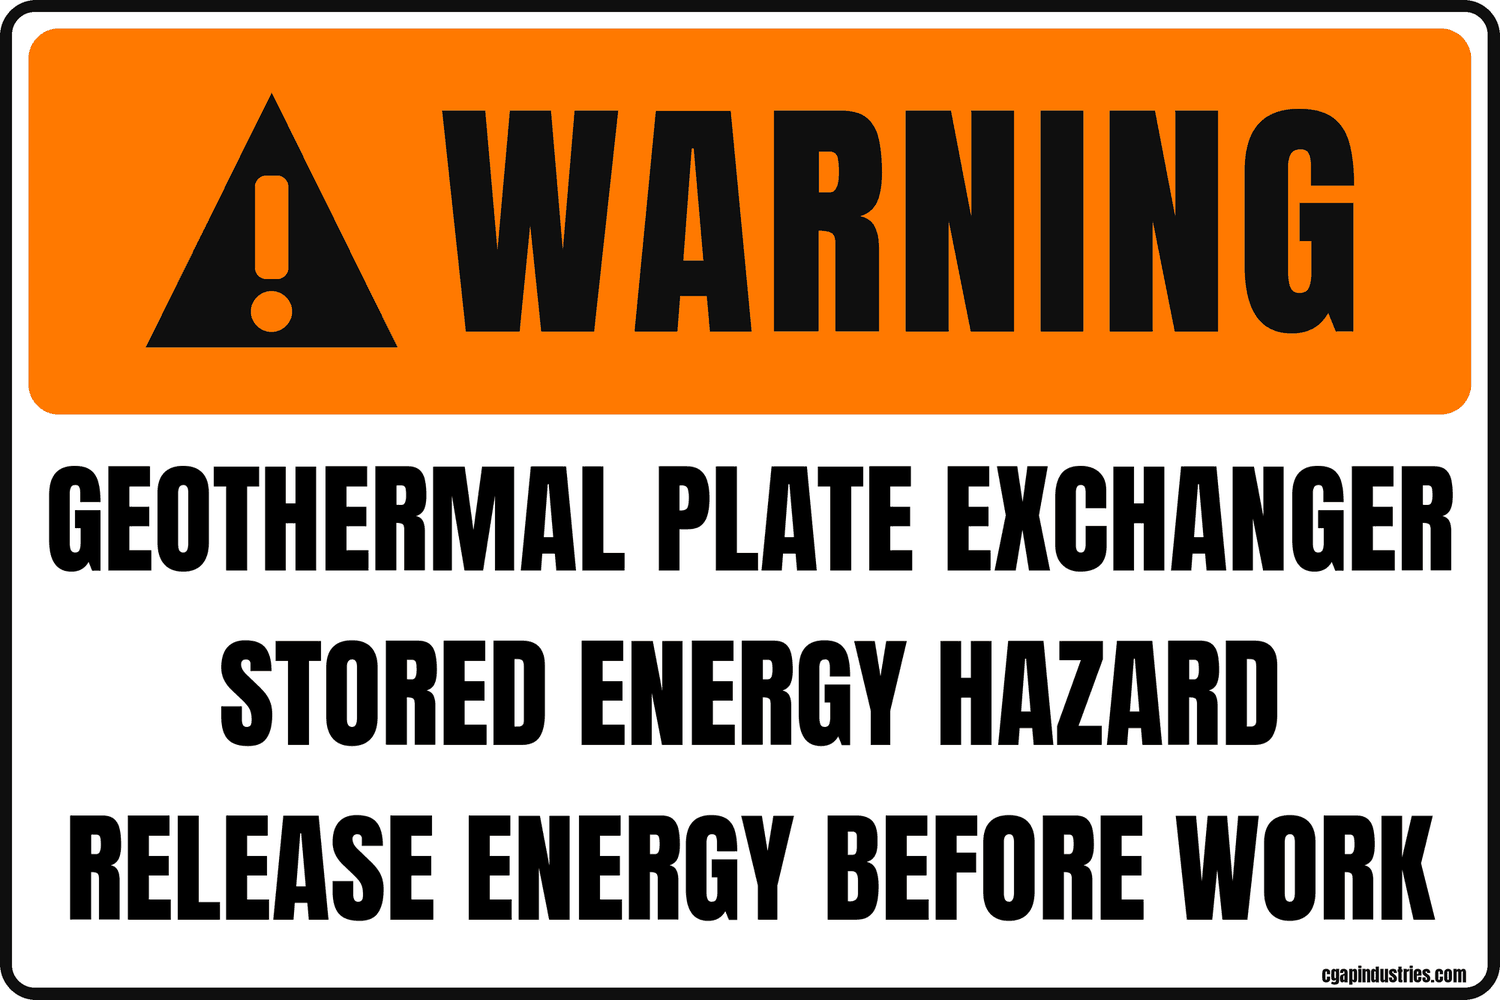 WARNING
GEOTHERMAL PLATE EXCHANGER
STORED ENERGY HAZARD
RELEASE ENERGY BEFORE WORK
cgapindustries.com